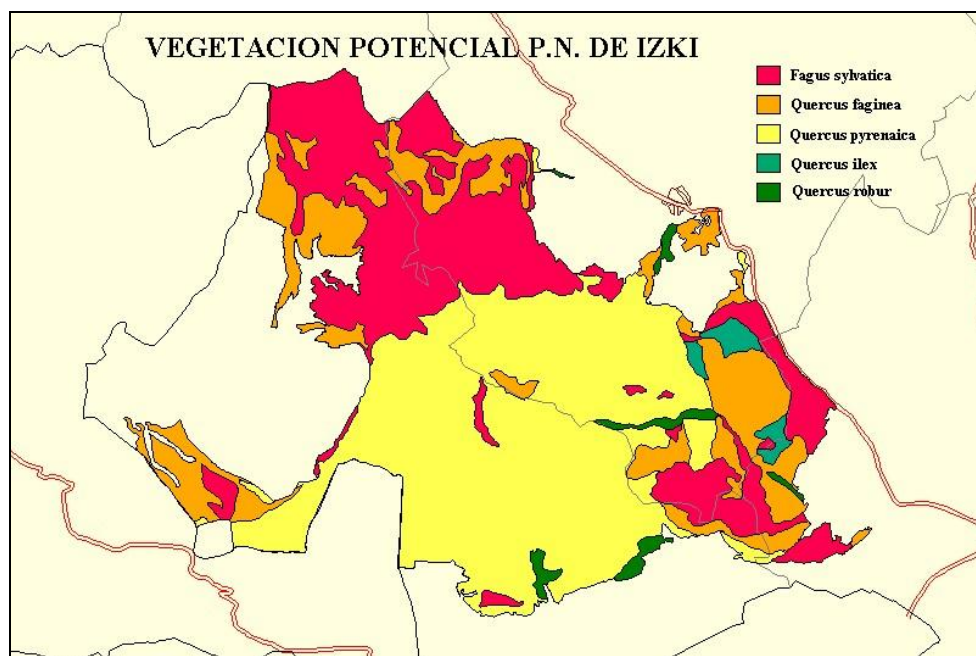 VEGETACION POTENCIAL P.N. DE IZKI
Fagus sylvatica
Quercus faginea
Quercus pyrenaica
Quercus ilex
Quercus robur